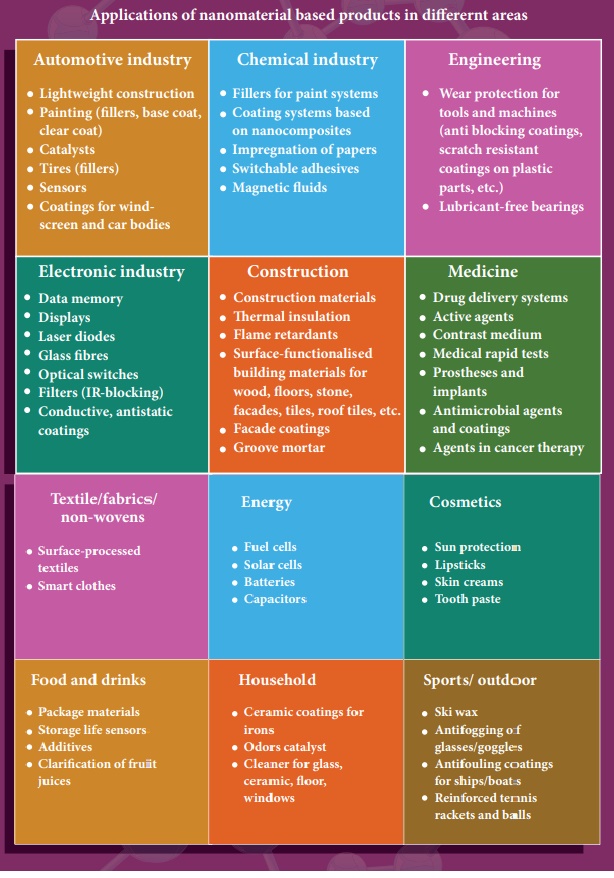 Applications of nanomaterial based products in differernt areas
Automotive industry
• Lightweight construction
• Painting (fillers, base coat,
clear coat)
• Catalysts
• Tires (fillers)
• Sensors
• Coatings for wind-
screen and car bodies
Chemical industry
• Fillers for paint systems
• Coating systems based
on nanocomposites
• Impregnation of papers
• Switchable adhesives
• Magnetic fluids
Engineering
• Wear protection for
tools and machines
(anti blocking coatings,
scratch resistant
coatings on plastic
parts, etc.)
• Lubricant-free bearings
Electronic industry
• Data memory
• Displays
• Laser diodes
• Glass fibres
• Optical switches
• Filters (IR-blocking)
• Conductive, antistatic
coatings
Construction
• Construction materials
• Thermal insulation
• Flame retardants
• Surface-functionalised
building materials for
wood, floors, stone,
facades, tiles, roof tiles, etc.
• Facade coatings
• Groove mortar
Medicine
• Drug delivery systems
• Active agents
• Contrast medium
• Medical rapid tests
• Prostheses and
implants
• Antimicrobial agents
and coatings
• Agents in cancer therapy
Textile/fabrics/
non-wovens
• Surface-processed
textiles
• Smart clothes
Energy
• Fuel cells
• Solar cells
• Batteries
• Capacitors
Cosmetics
• Sun protection
• Lipsticks
• Skin creams
• Tooth paste
Food and drinks
• Package materials
• Storage life sensors
• Additives
• Clarification of fruit
juices
Household
• Ceramic coatings for
irons
• Odors catalyst
• Cleaner for glass,
ceramic, floor,
windows
Sports/ outdoor
• Ski wax
• Antifogging of
glasses/goggles
• Antifouling coatings
for ships/boats
• Reinforced tennis
rackets and balls